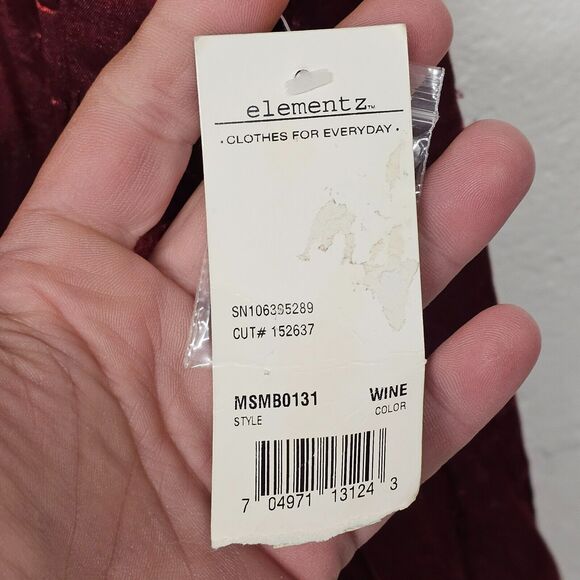 elementz™
• CLOTHES FOR EVERYDAY •
SN106395289
CUT# 152637
MSMB0131 WINE
STYLE COLOR
7 04971 13124 3